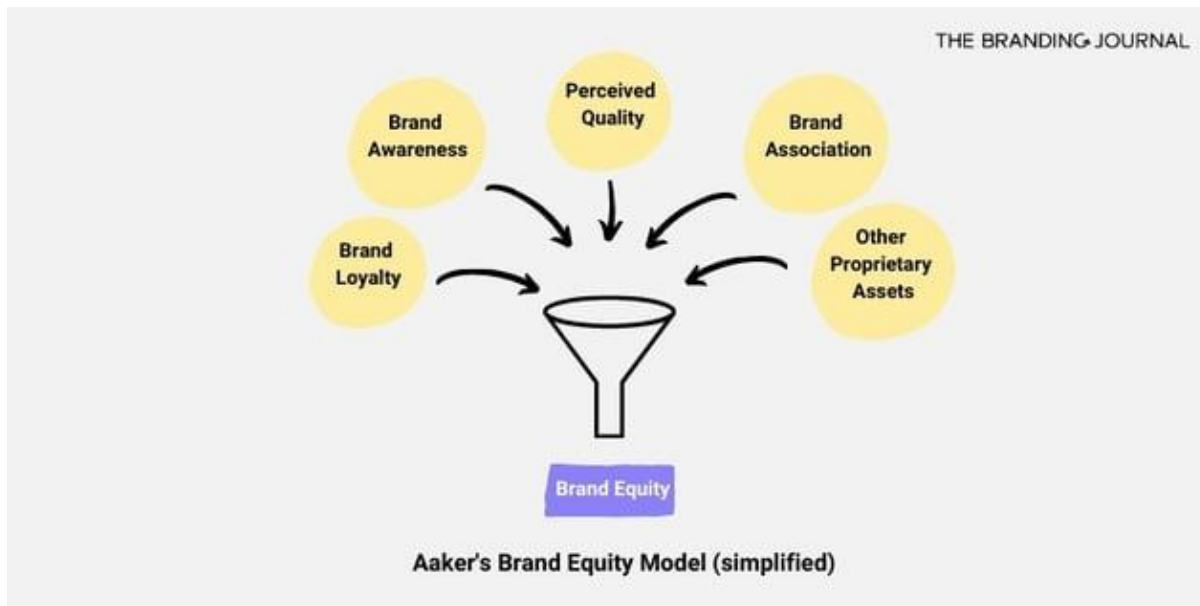 THE BRANDING JOURNAL
Perceived
Quality
Brand
Awareness
Brand
Association
Brand
Loyalty
Other
Proprietary
Assets
Brand Equity
Aaker's Brand Equity Model (simplified)